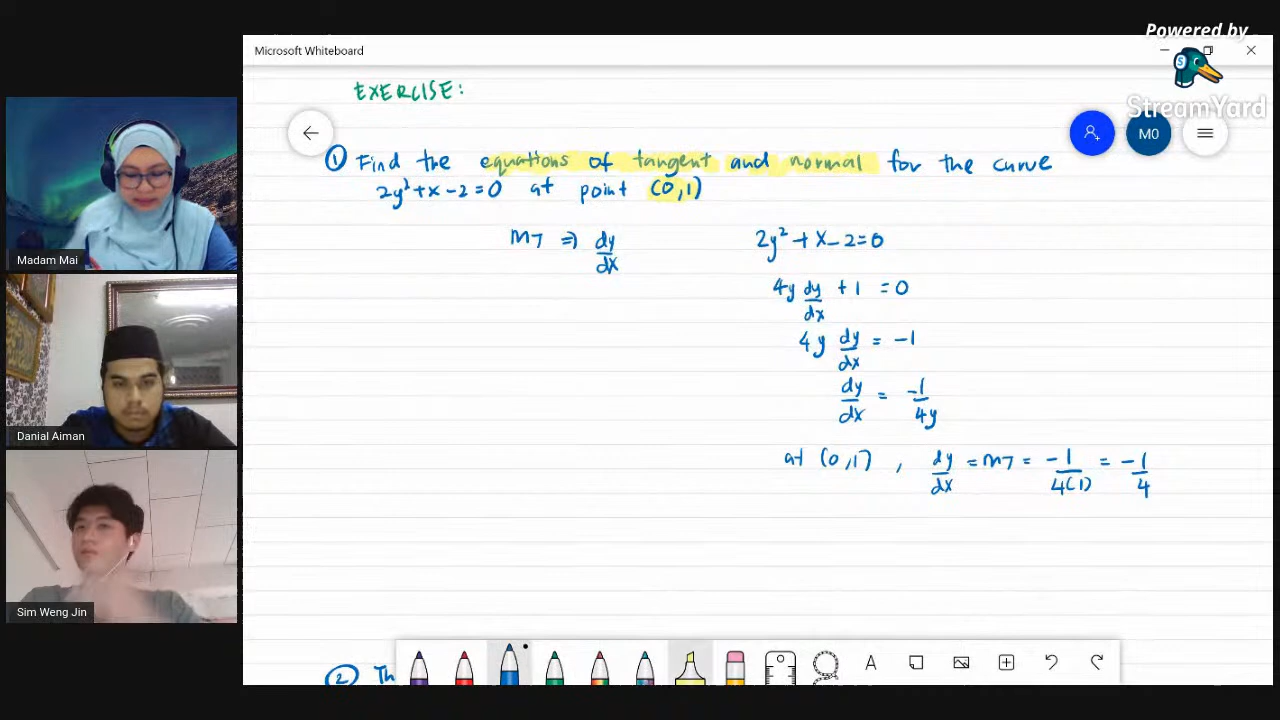 Powered by
StreamYard
Microsoft Whiteboard
EXERCISE:
M0
① Find the equations of tangent and normal for the curve
2y² + x - 2 = 0 at point (0,1)
mT ⇒ dy/dx
2y² + x - 2 = 0
4y dy/dx + 1 = 0
4y dy/dx = -1
dy/dx = -1/4y
at (0,1), dy/dx = mT = -1/4(1) = -1/4
② Th
A
Madam Mai
Danial Aiman
Sim Weng Jin